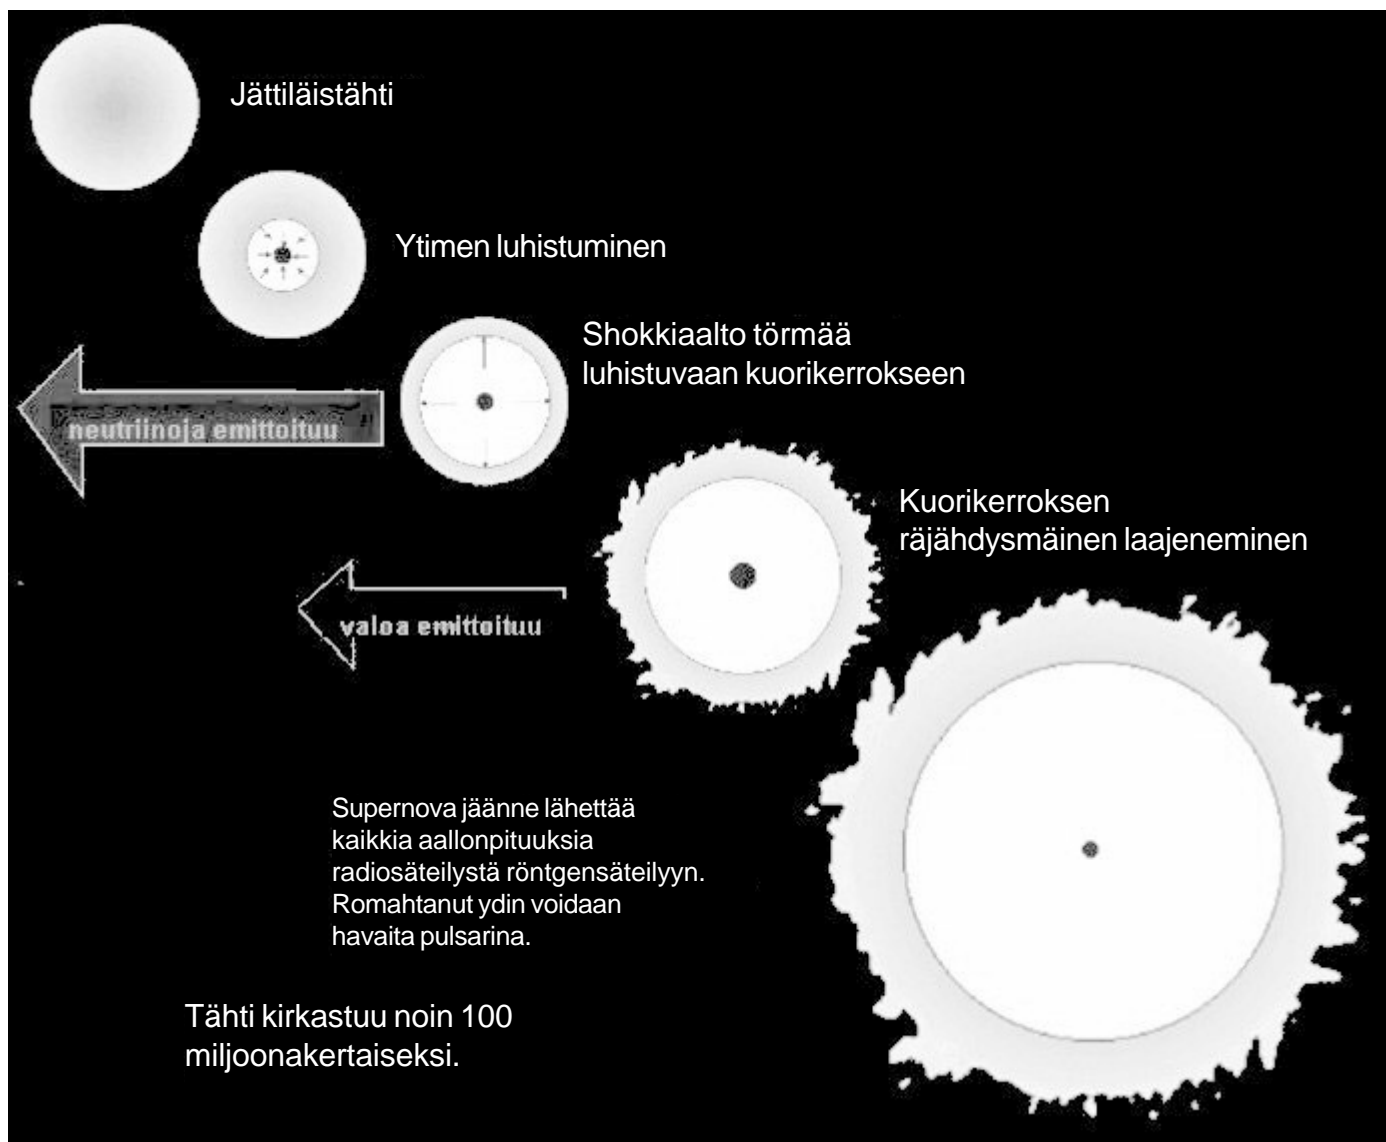 Jättiläistähti
Ytimen luhistuminen
Shokkiaalto törmää
luhistuvaan kuorikerrokseen
neutriinoja emittoituu
Kuorikerroksen
räjähdysmäinen laajeneminen
valoa emittoituu
Supernova jäänne lähettää
kaikkia aallonpituuksia
radiosäteilystä röntgensäteilyyn.
Romahtanut ydin voidaan
havaita pulsarina.
Tähti kirkastuu noin 100
miljoonakertaiseksi.